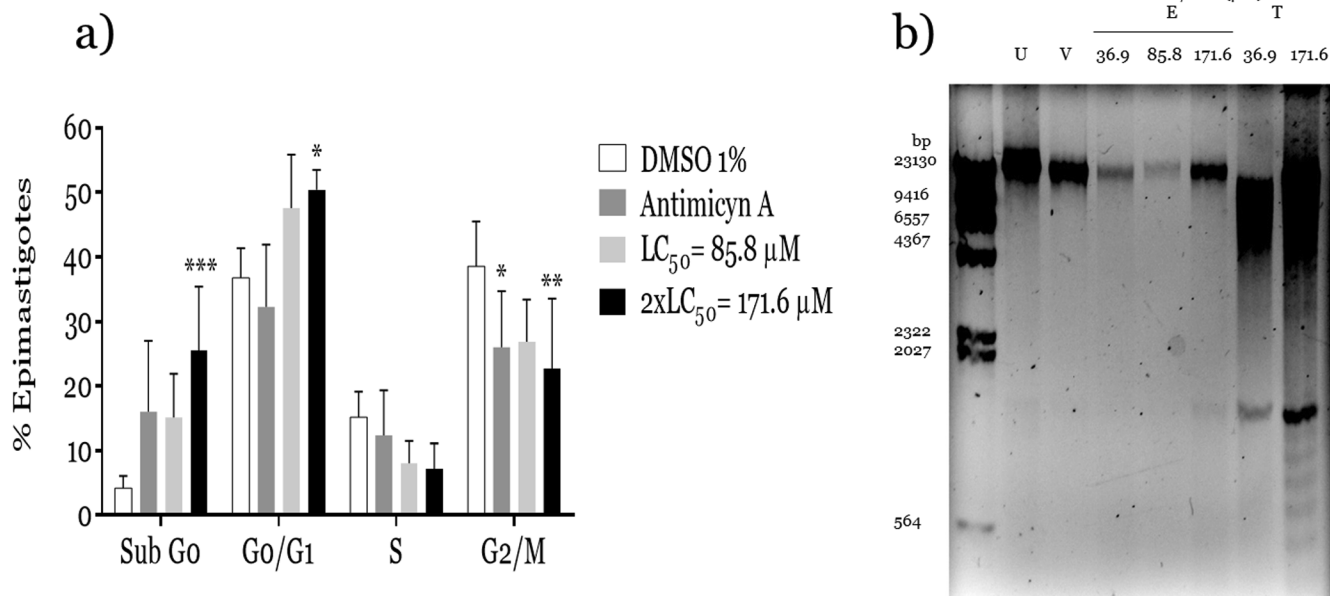 a)
60
50
40
30
20
10
0
% Epimastigotes
***
*
*
**
Sub G0
G0/G1
S
G2/M
DMSO 1%
Antimicyn A
LC50= 85.8 µM
2xLC50= 171.6 µM
b)
E T
U V 36.9 85.8 171.6 36.9 171.6
bp
23130
9416
6557
4367
2322
2027
564